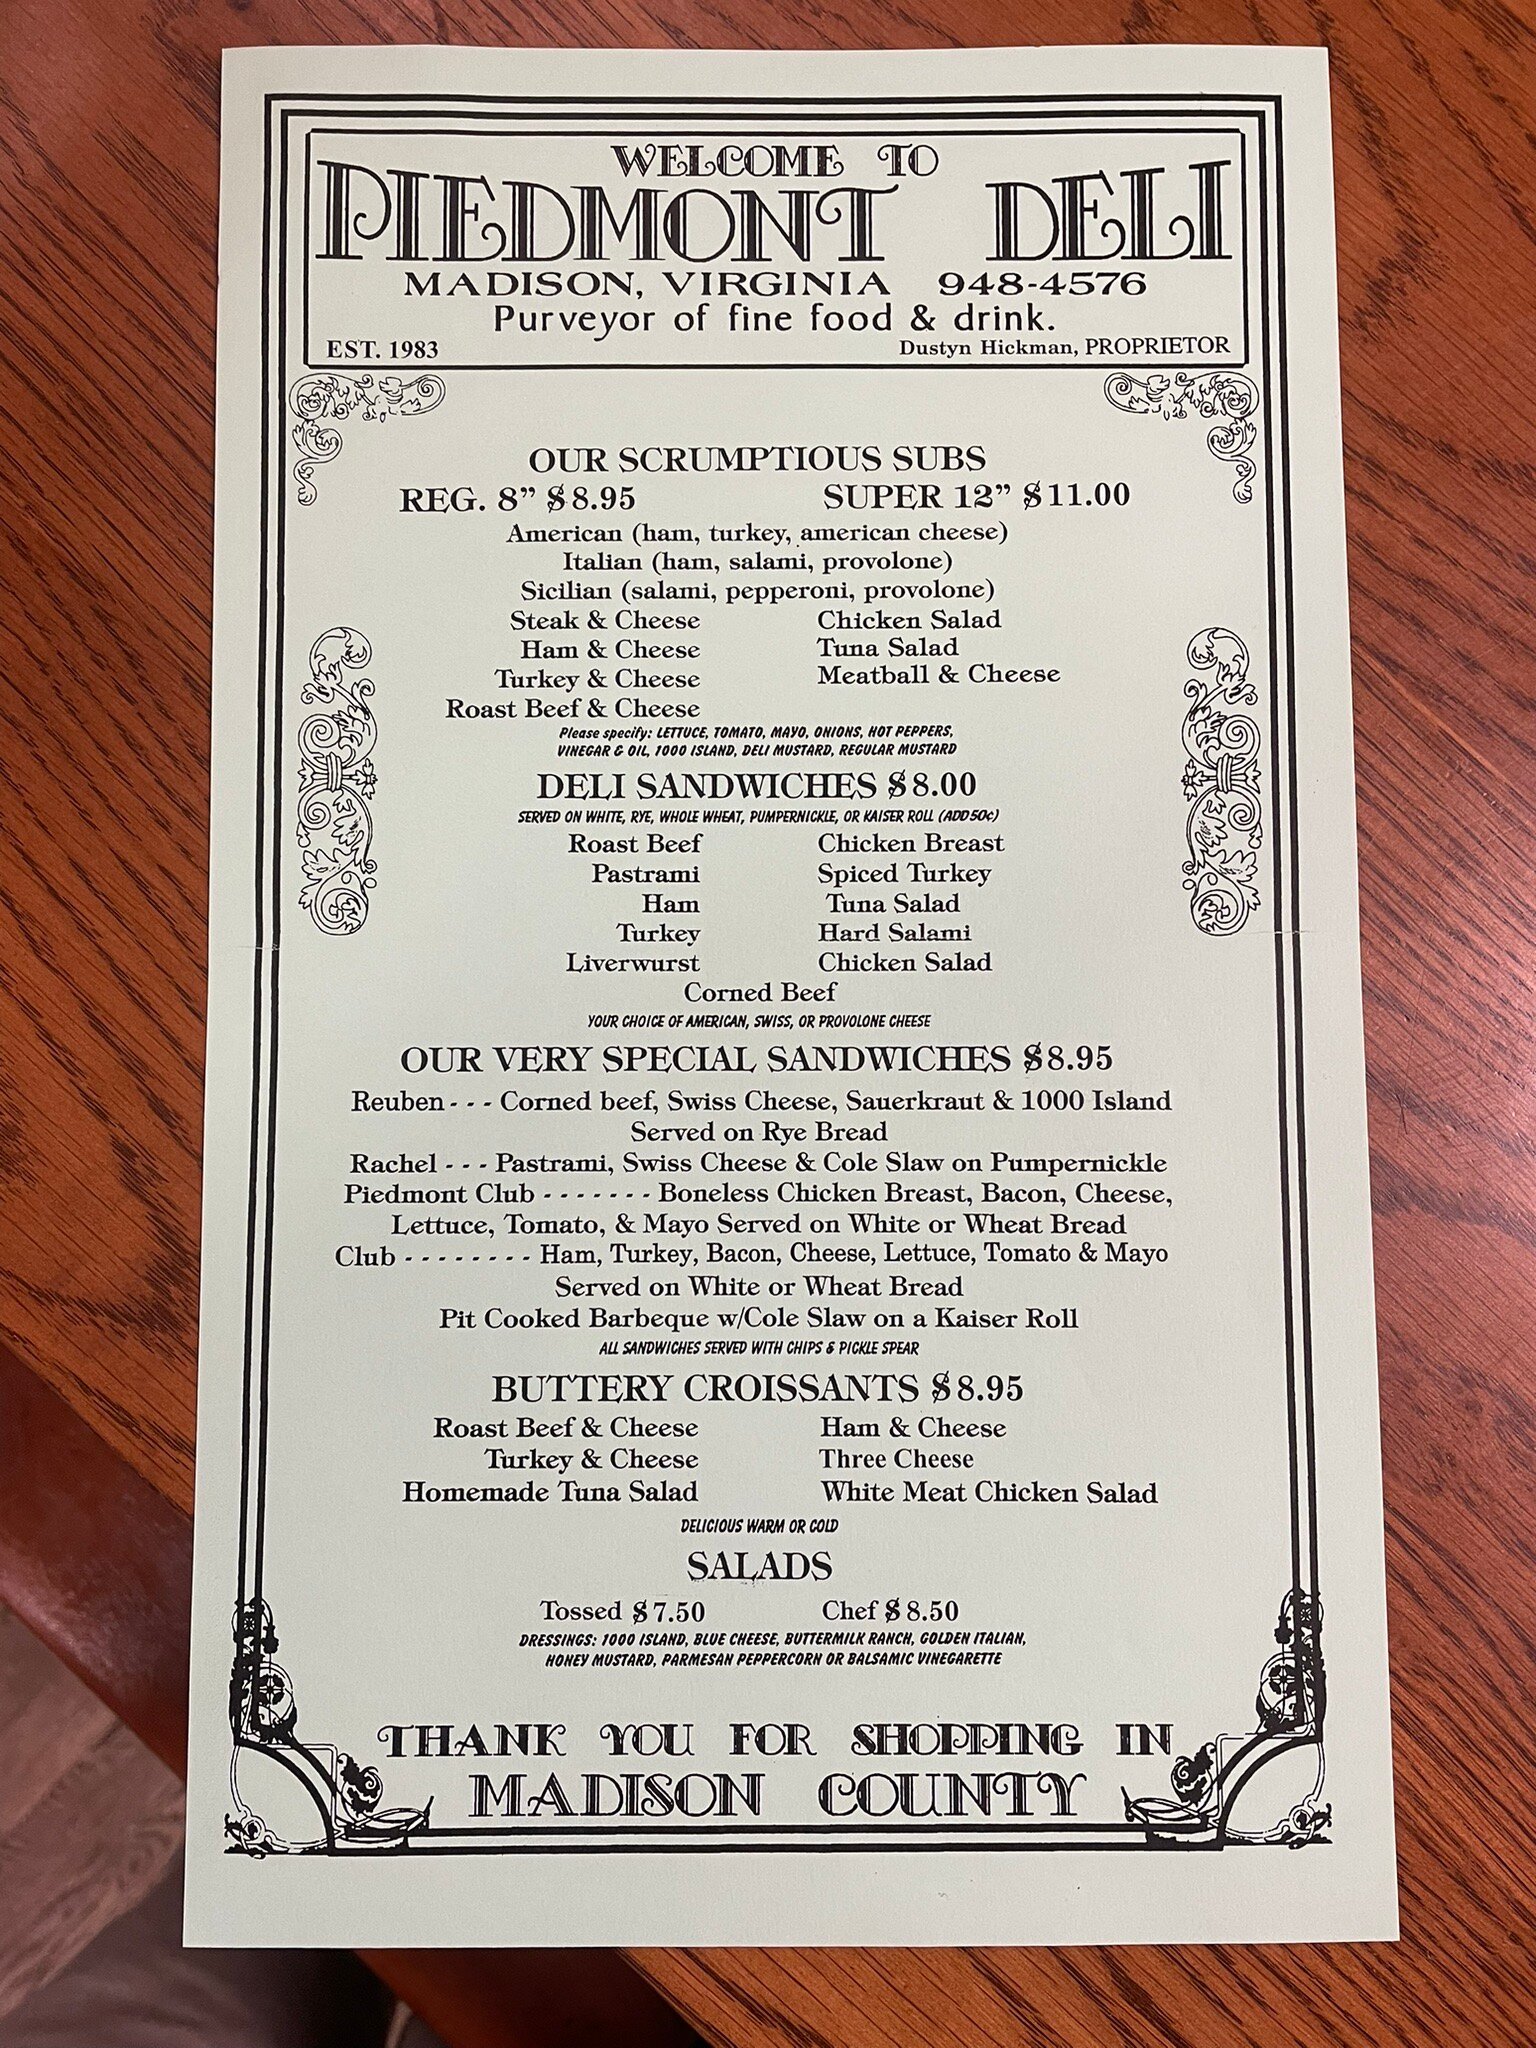 WELCOME TO
PIEDMONT DELI
MADISON, VIRGINIA 948-4576
Purveyor of fine food & drink.
EST. 1983 Dustyn Hickman, PROPRIETOR
OUR SCRUMPTIOUS SUBS
REG. 8" $8.95 SUPER 12" $11.00
American (ham, turkey, american cheese)
Italian (ham, salami, provolone)
Sicilian (salami, pepperoni, provolone)
Steak & Cheese Chicken Salad
Ham & Cheese Tuna Salad
Turkey & Cheese Meatball & Cheese
Roast Beef & Cheese
Please specify: LETTUCE, TOMATO, MAYO, ONIONS, HOT PEPPERS,
VINEGAR & OIL, 1000 ISLAND, DELI MUSTARD, REGULAR MUSTARD
DELI SANDWICHES $8.00
SERVED ON WHITE, RYE, WHOLE WHEAT, PUMPERNICKLE, OR KAISER ROLL (ADD 50¢)
Roast Beef Chicken Breast
Pastrami Spiced Turkey
Ham Tuna Salad
Turkey Hard Salami
Liverwurst Chicken Salad
Corned Beef
YOUR CHOICE OF AMERICAN, SWISS, OR PROVOLONE CHEESE
OUR VERY SPECIAL SANDWICHES $8.95
Reuben - - - Corned beef, Swiss Cheese, Sauerkraut & 1000 Island
Served on Rye Bread
Rachel - - - Pastrami, Swiss Cheese & Cole Slaw on Pumpernickle
Piedmont Club - - - - - - - Boneless Chicken Breast, Bacon, Cheese,
Lettuce, Tomato, & Mayo Served on White or Wheat Bread
Club - - - - - - - - Ham, Turkey, Bacon, Cheese, Lettuce, Tomato & Mayo
Served on White or Wheat Bread
Pit Cooked Barbeque w/Cole Slaw on a Kaiser Roll
ALL SANDWICHES SERVED WITH CHIPS & PICKLE SPEAR
BUTTERY CROISSANTS $8.95
Roast Beef & Cheese Ham & Cheese
Turkey & Cheese Three Cheese
Homemade Tuna Salad White Meat Chicken Salad
DELICIOUS WARM OR COLD
SALADS
Tossed $7.50 Chef $8.50
DRESSINGS: 1000 ISLAND, BLUE CHEESE, BUTTERMILK RANCH, GOLDEN ITALIAN,
HONEY MUSTARD, PARMESAN PEPPERCORN OR BALSAMIC VINEGARETTE
THANK YOU FOR SHOPPING IN
MADISON COUNTY